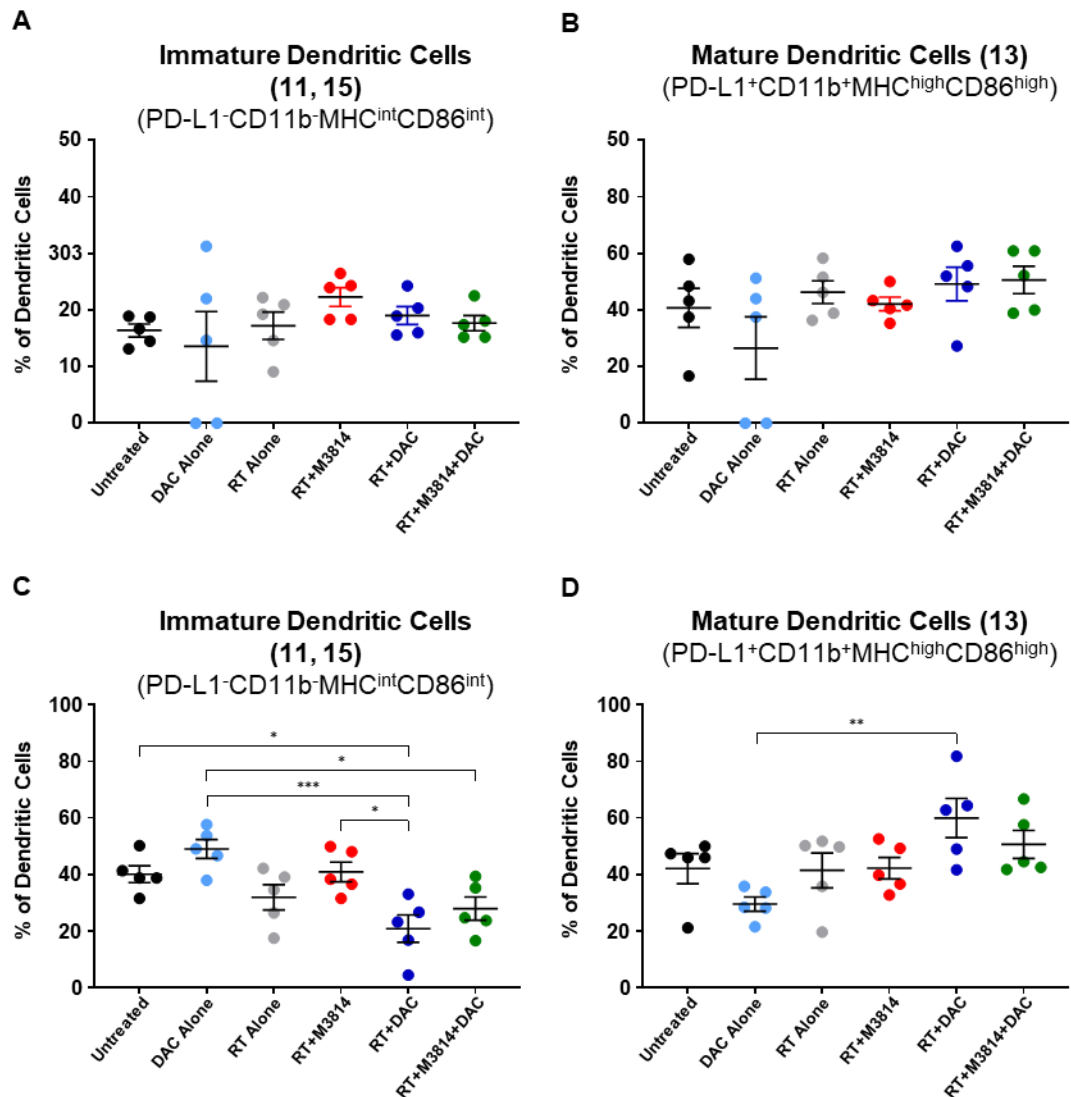 A
Immature Dendritic Cells
(11, 15)
(PD-L1⁻CD11b⁻MHCⁱⁿᵗCD86ⁱⁿᵗ)
% of Dendritic Cells
50
40
303
20
10
0
Untreated
DAC Alone
RT Alone
RT+M3814
RT+DAC
RT+M3814+DAC
B
Mature Dendritic Cells (13)
(PD-L1⁺CD11b⁺MHCʰⁱᵍʰCD86ʰⁱᵍʰ)
% of Dendritic Cells
100
80
60
40
20
0
Untreated
DAC Alone
RT Alone
RT+M3814
RT+DAC
RT+M3814+DAC
C
Immature Dendritic Cells
(11, 15)
(PD-L1⁻CD11b⁻MHCⁱⁿᵗCD86ⁱⁿᵗ)
% of Dendritic Cells
100
80
60
40
20
0
*
*
***
*
Untreated
DAC Alone
RT Alone
RT+M3814
RT+DAC
RT+M3814+DAC
D
Mature Dendritic Cells (13)
(PD-L1⁺CD11b⁺MHCʰⁱᵍʰCD86ʰⁱᵍʰ)
% of Dendritic Cells
100
80
60
40
20
0
**
Untreated
DAC Alone
RT Alone
RT+M3814
RT+DAC
RT+M3814+DAC